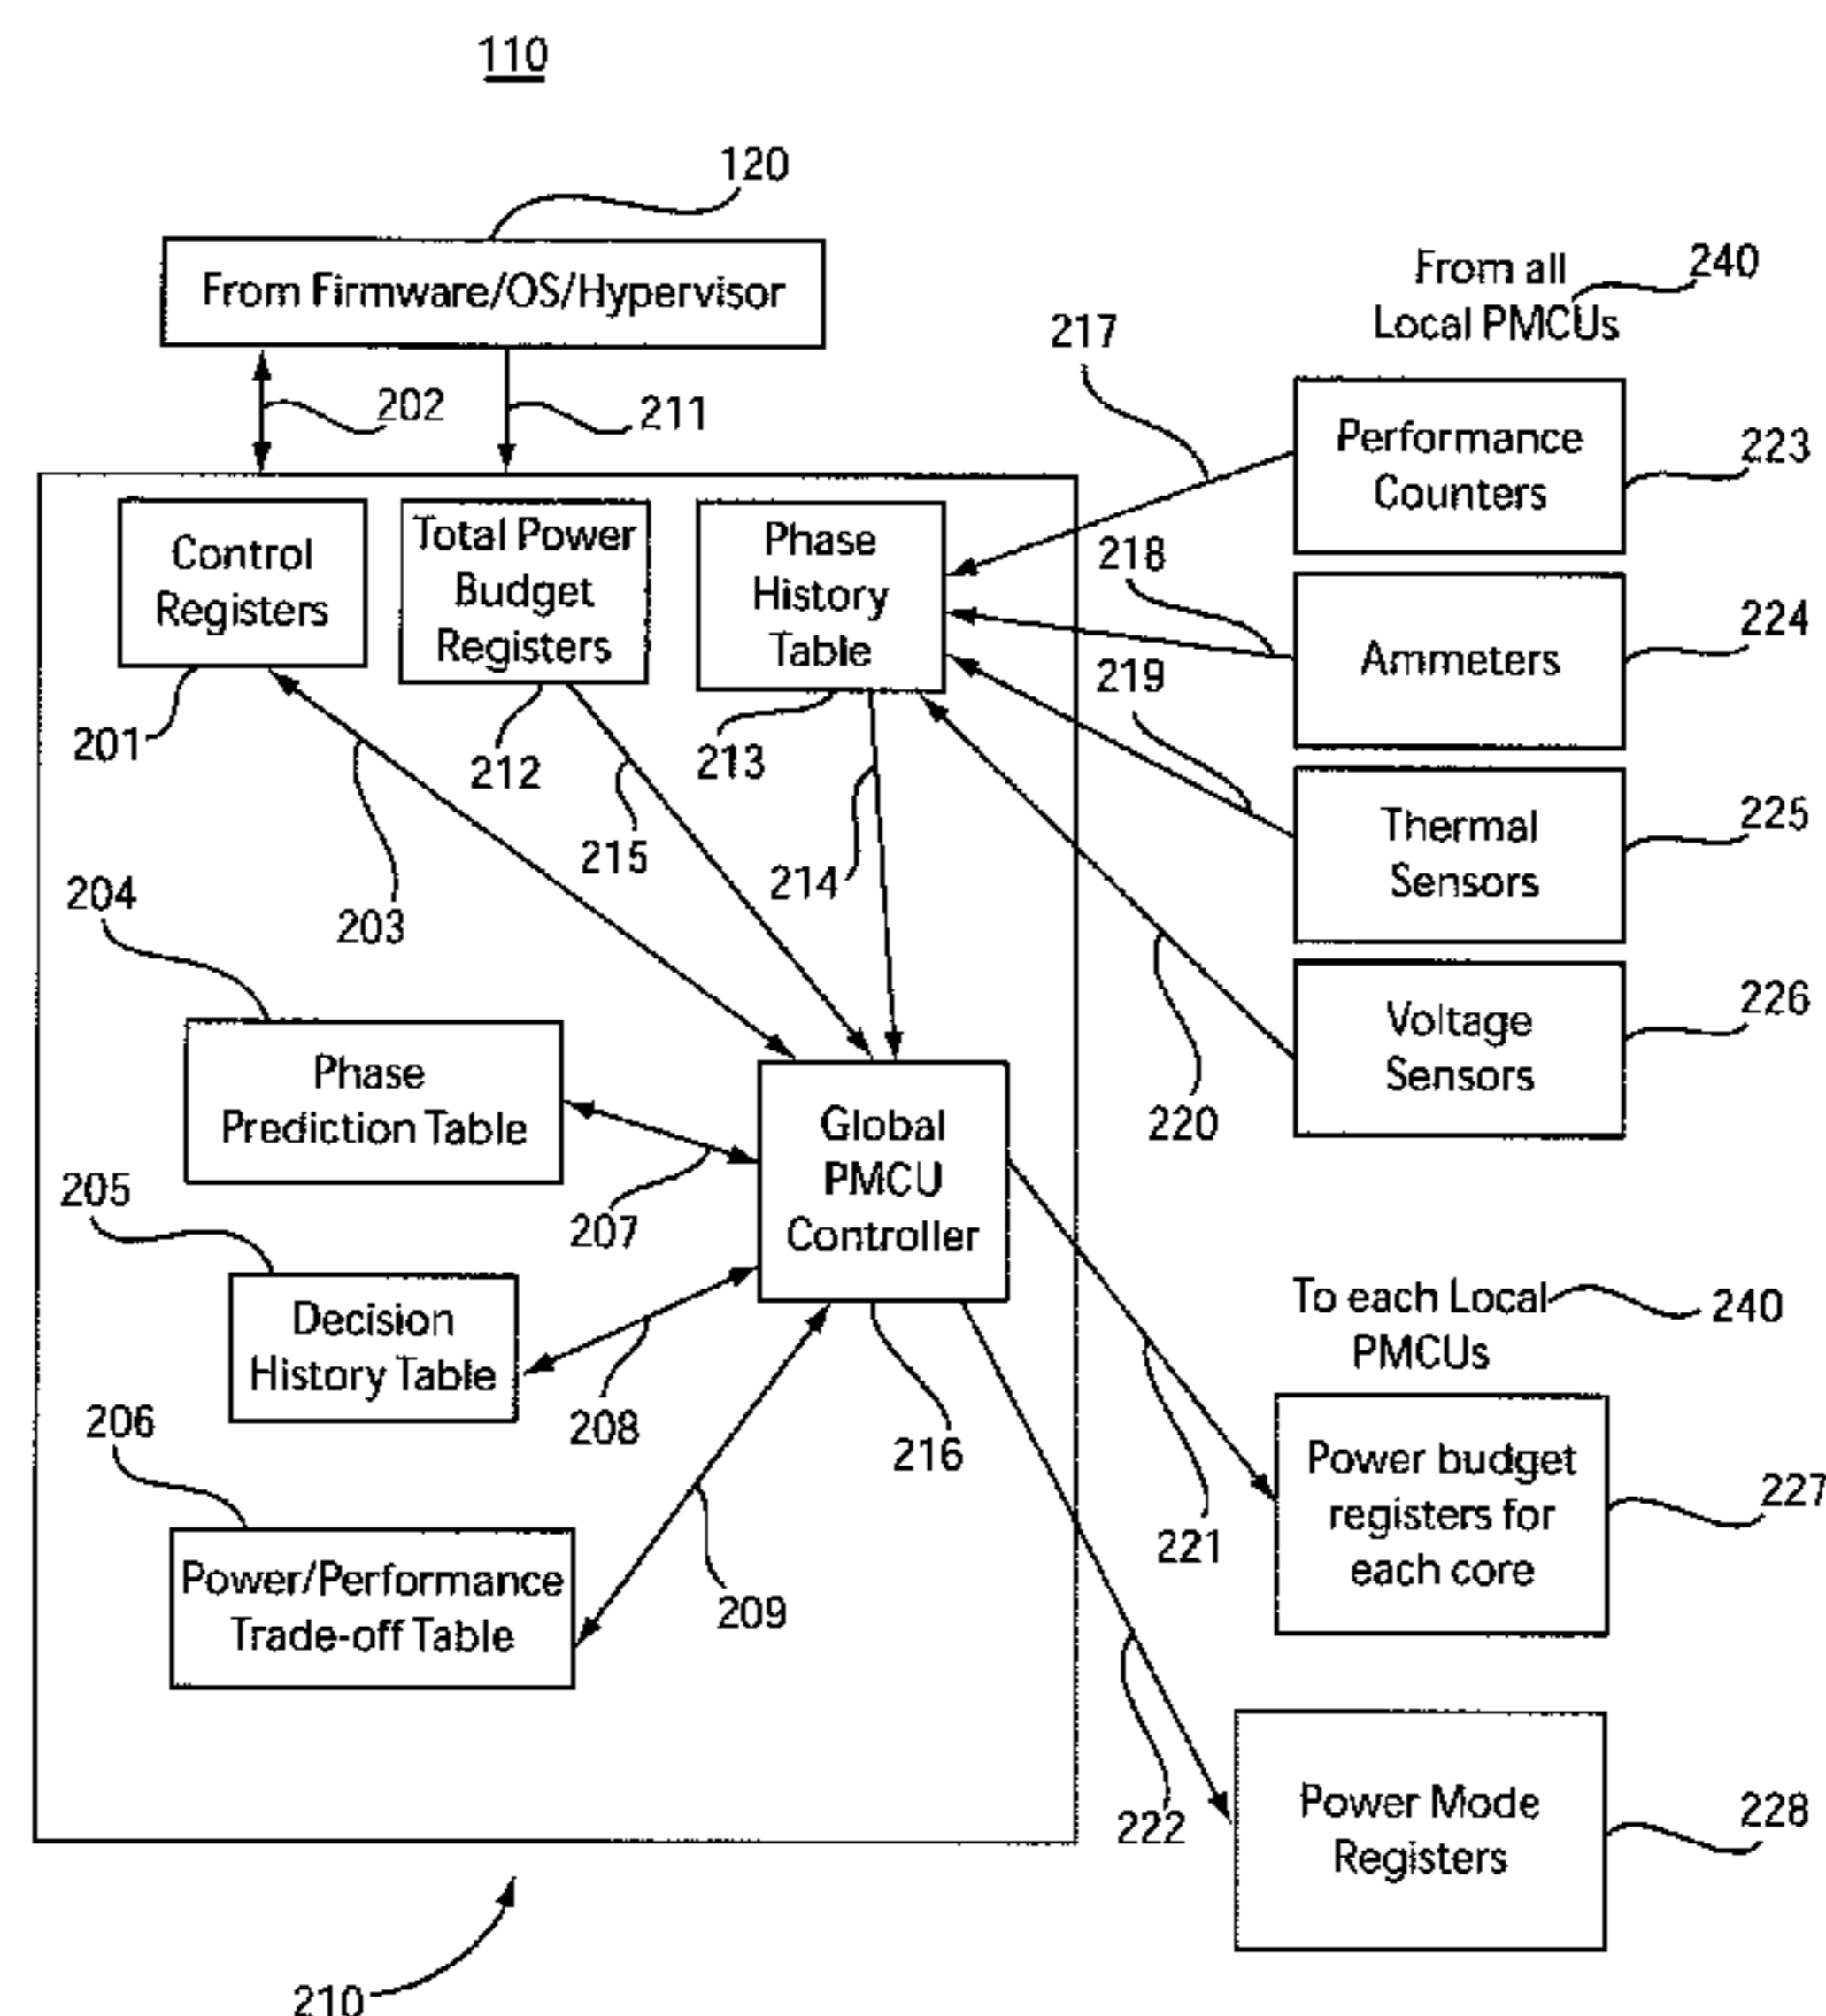 110
120
From Firmware/OS/Hypervisor
From all
Local PMCUs
240
202
211
217
Performance
Counters
223
Control
Registers
Total Power
Budget
Registers
Phase
History
Table
218
Ammeters
224
201
212
213
219
Thermal
Sensors
225
203
215
214
204
Phase
Prediction Table
Global
PMCU
Controller
220
Voltage
Sensors
226
205
207
Decision
History Table
To each Local
PMCUs
240
206
208
216
221
Power budget
registers for
each core
227
Power/Performance
Trade-off Table
209
222
Power Mode
Registers
228
210